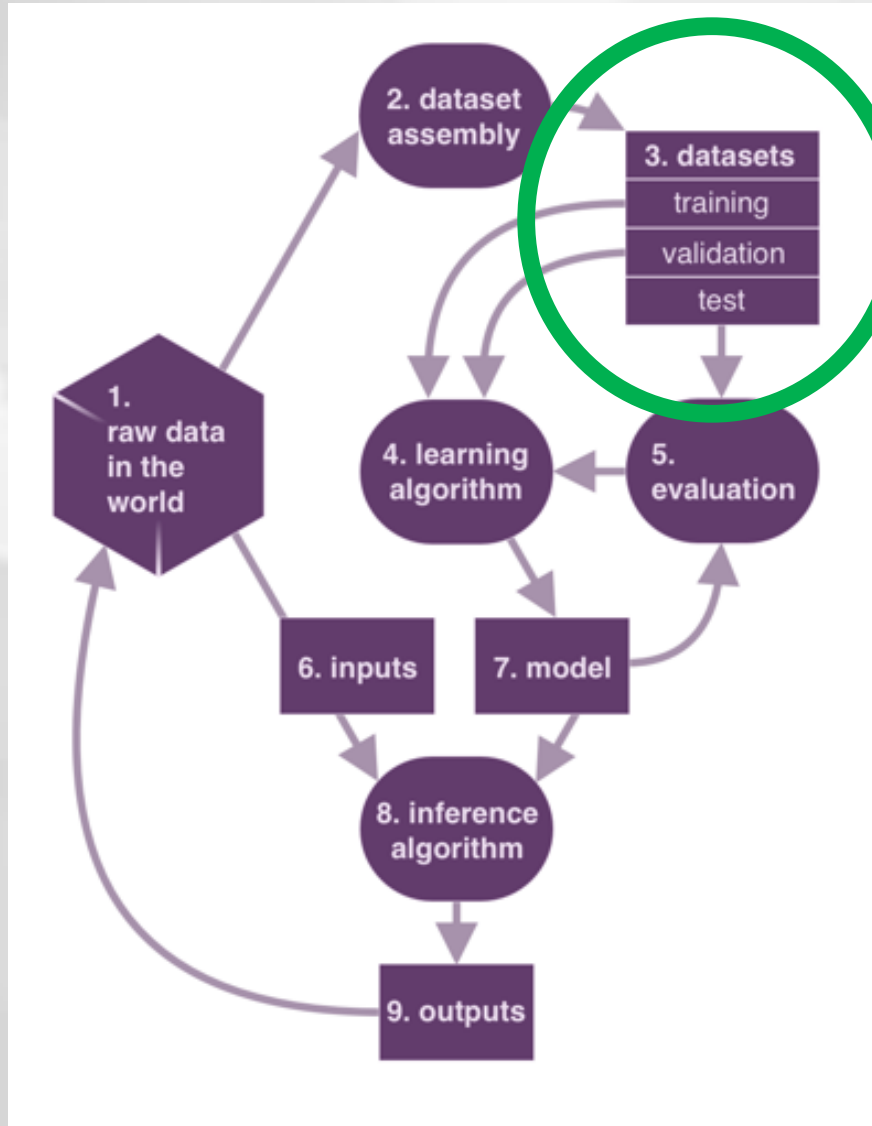 2. dataset
assembly
3. datasets
training
validation
test
1.
raw data
in the
world
4. learning
algorithm
5.
evaluation
6. inputs
7. model
8. inference
algorithm
9. outputs